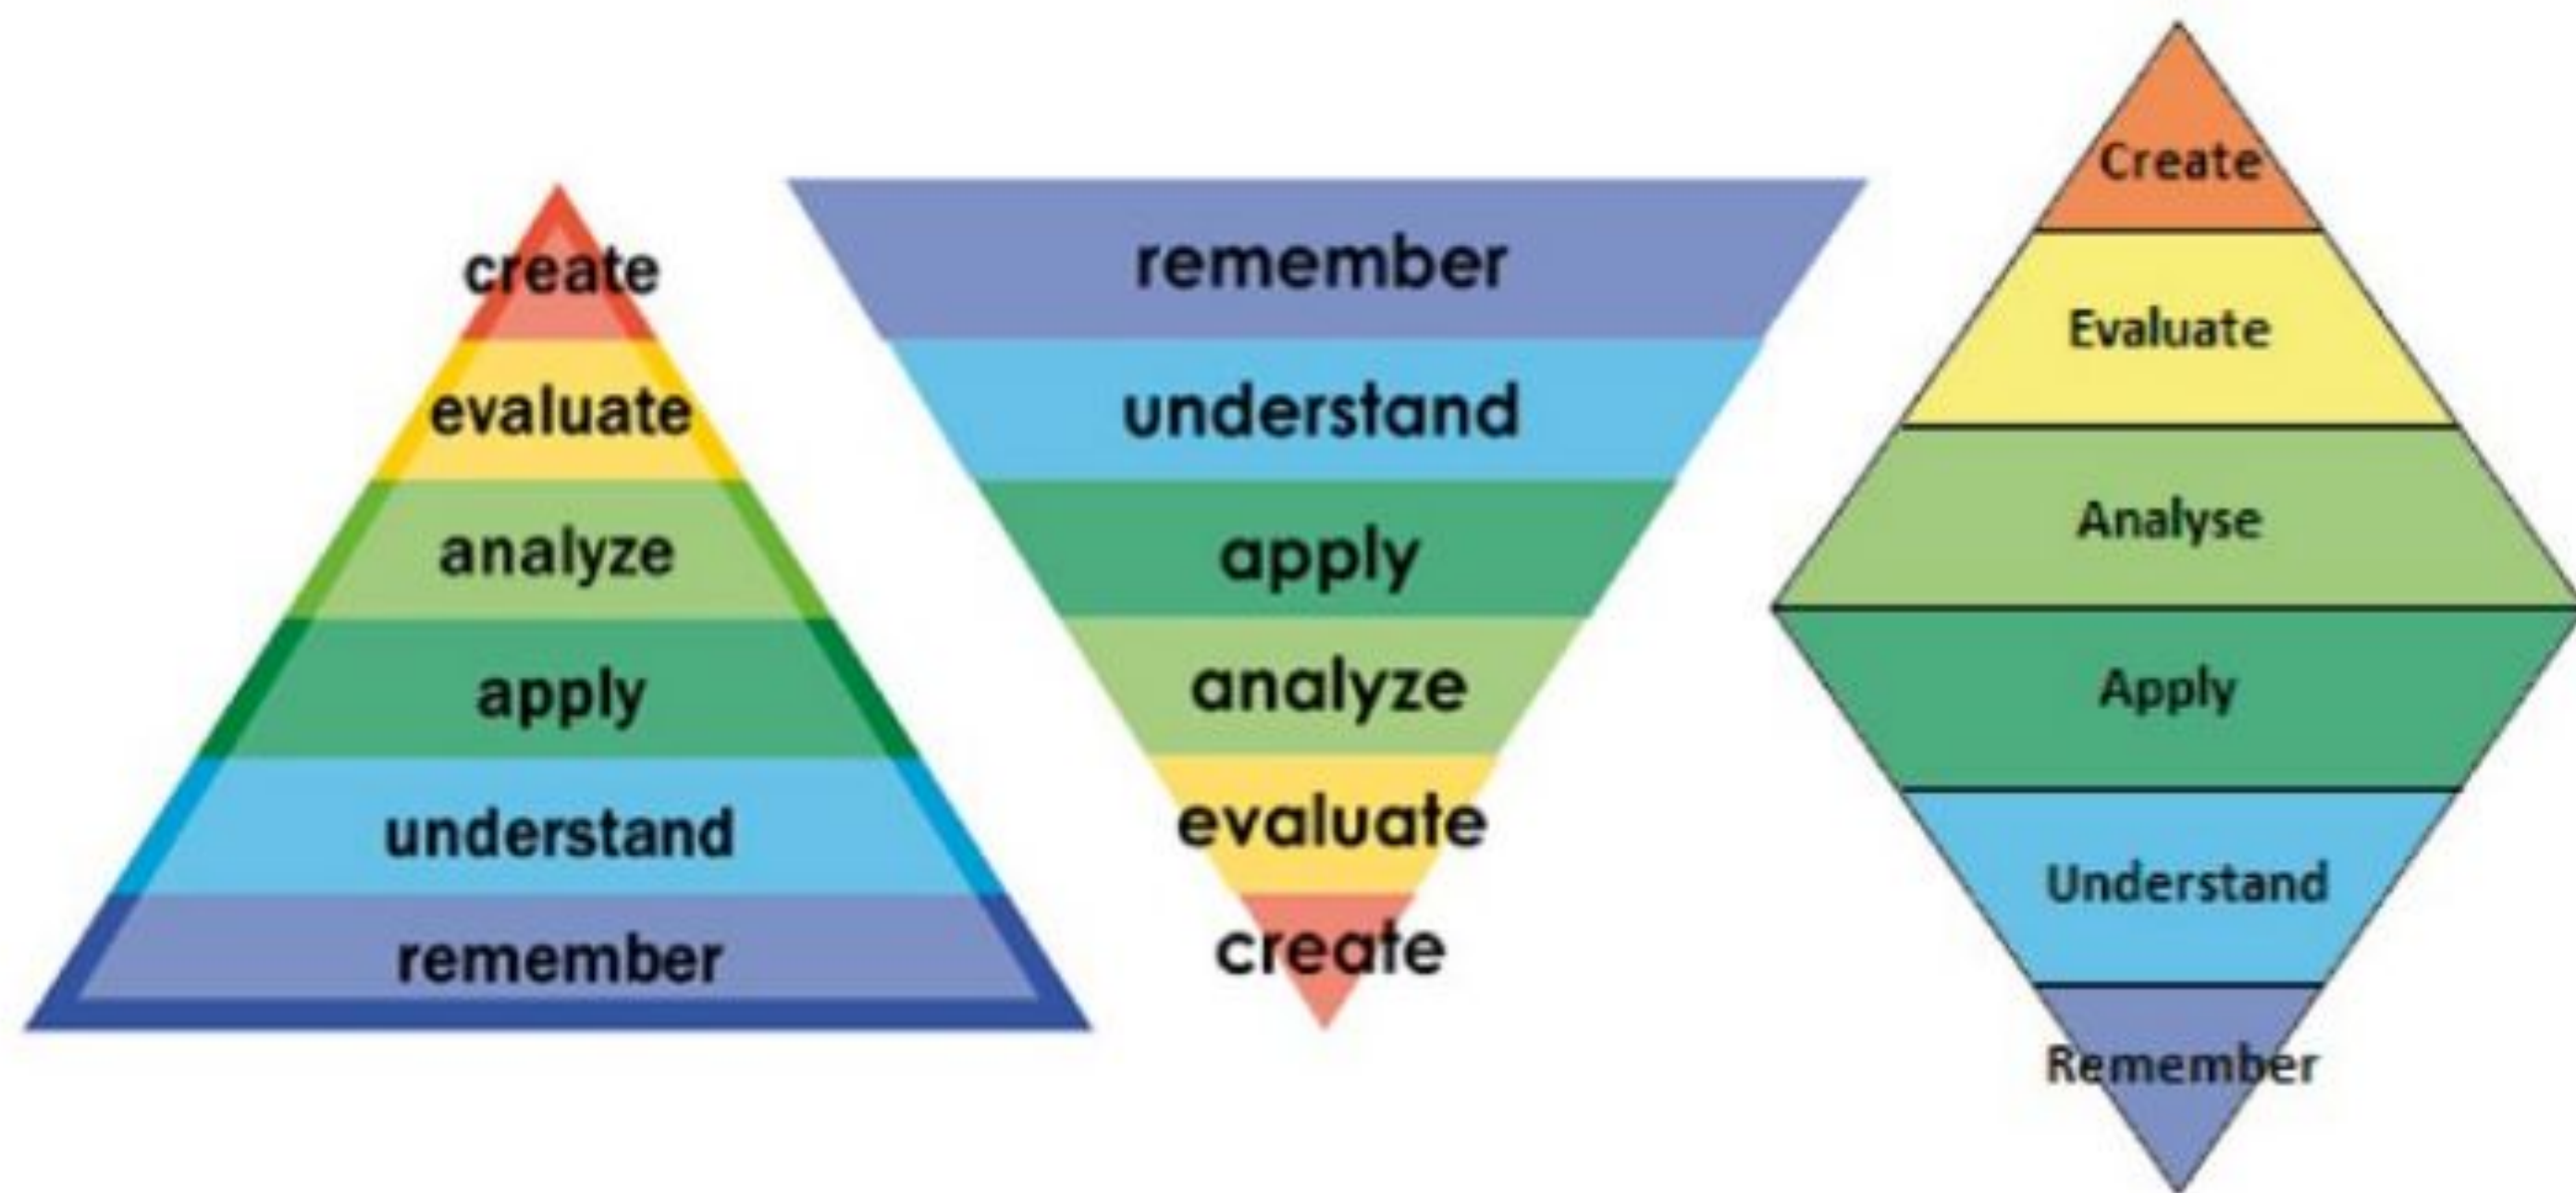 create
evaluate
analyze
apply
understand
remember
remember
understand
apply
analyze
evaluate
create
Create
Evaluate
Analyse
Apply
Understand
Remember